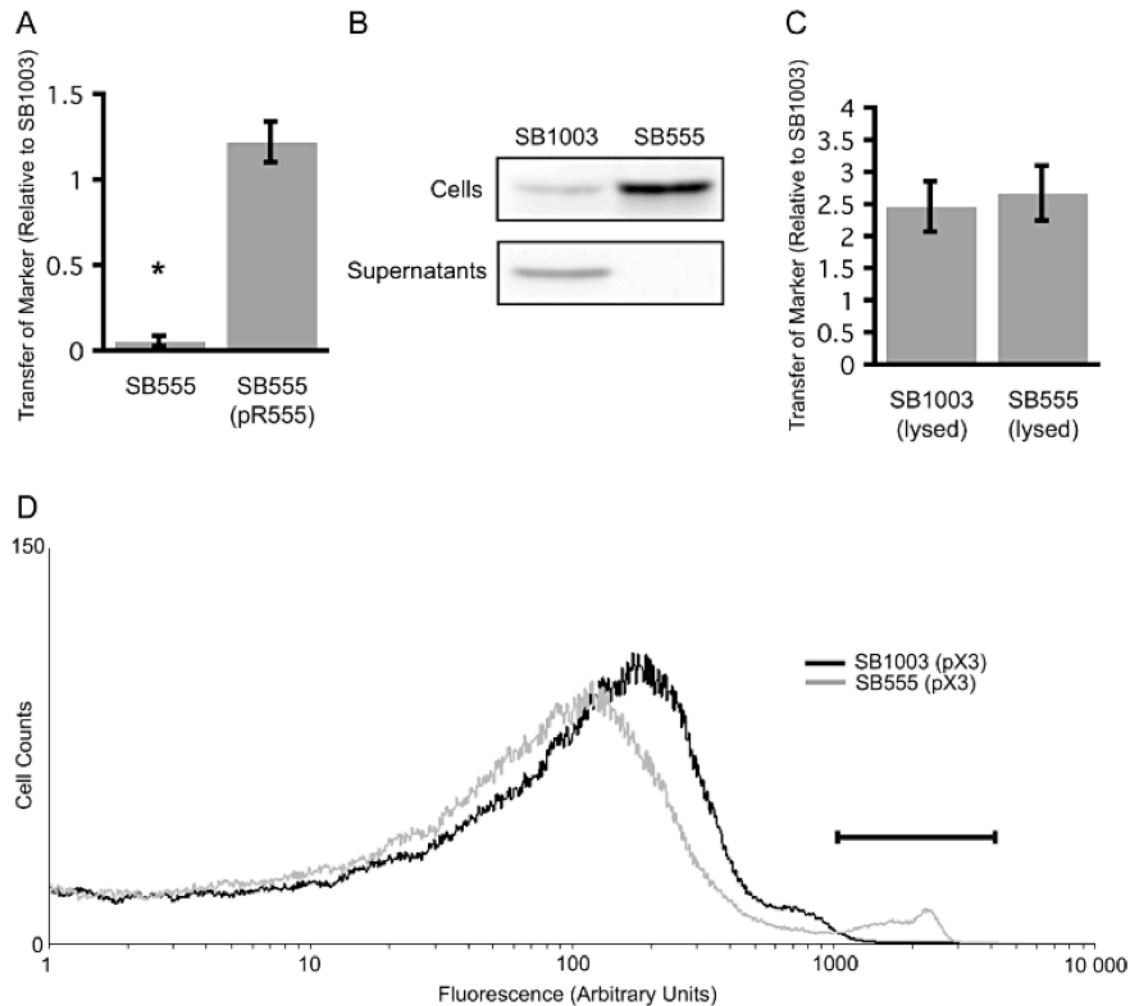 A
Transfer of Marker (Relative to SB1003)
1.5
1
0.5
0
*
SB555
SB555
(pR555)
B
SB1003 SB555
Cells
Supernatants
C
Transfer of Marker (Relative to SB1003)
4
3.5
3
2.5
2
1.5
1
0.5
0
SB1003
(lysed)
SB555
(lysed)
D
150
Cell Counts
0
SB1003 (pX3)
SB555 (pX3)
1 10 100 1000 10 000
Fluorescence (Arbitrary Units)